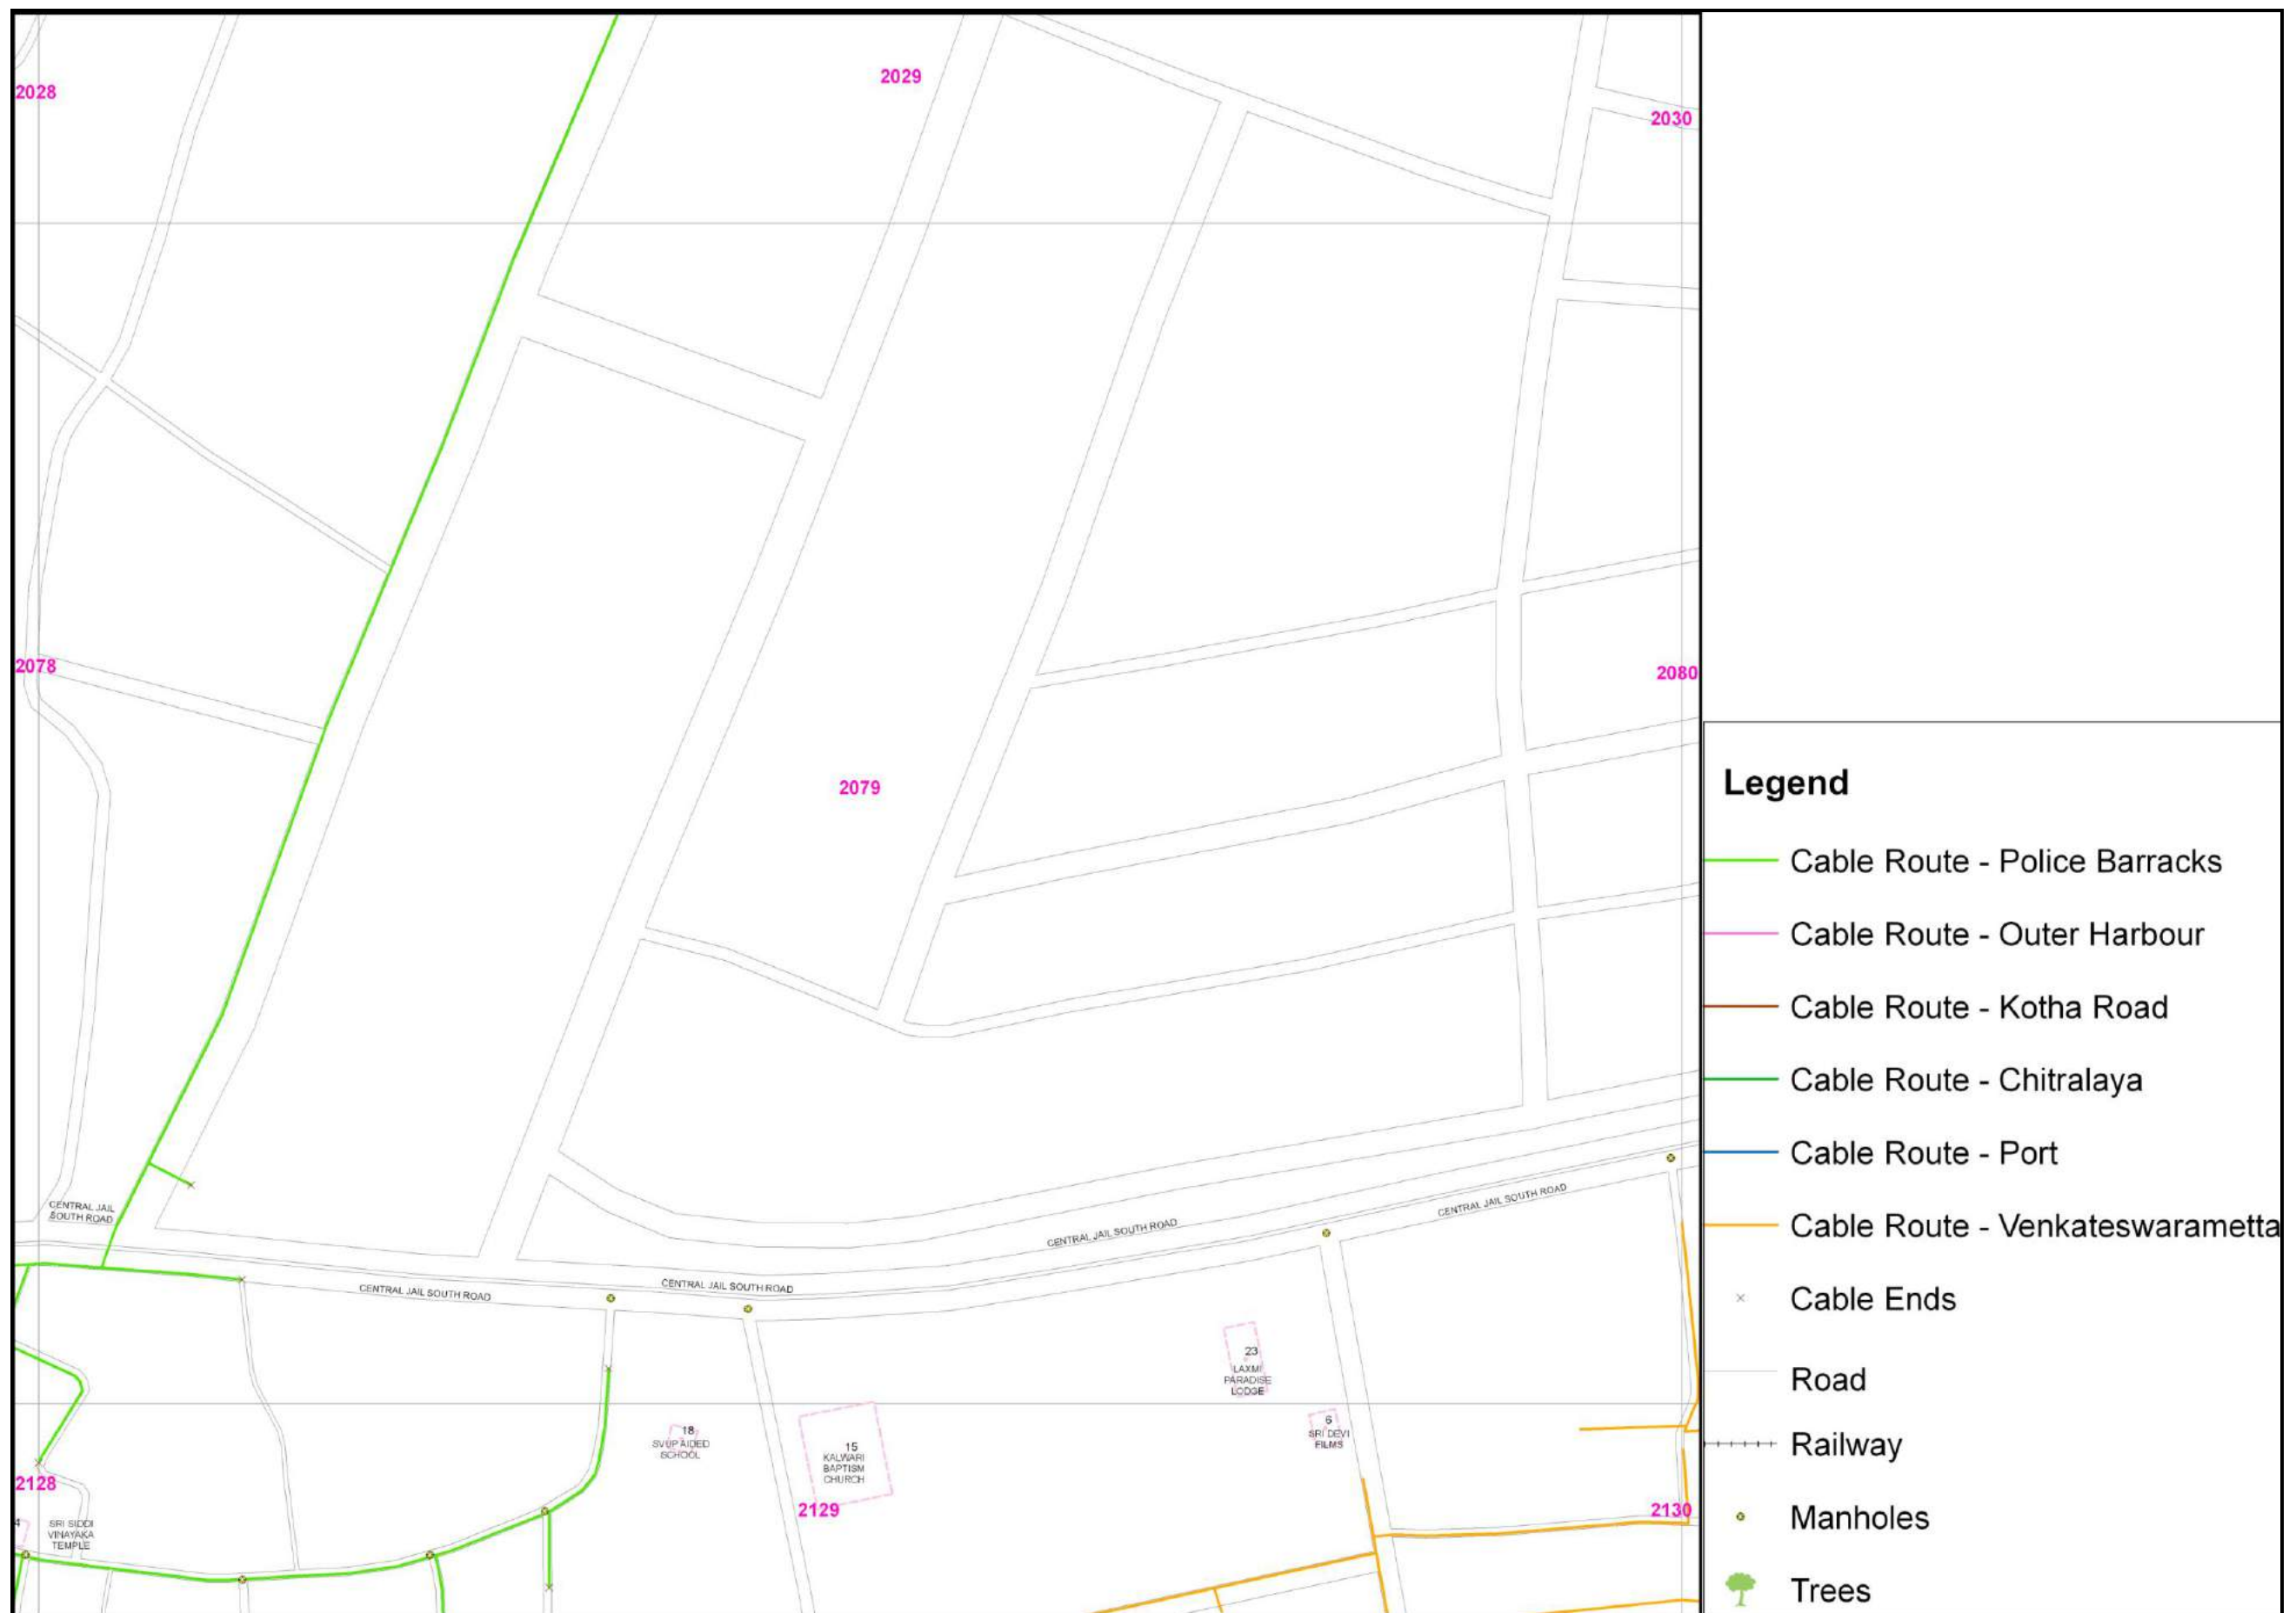 2028
2029
2030
2078
2080
2079
CENTRAL JAIL
SOUTH ROAD
CENTRAL JAIL SOUTH ROAD
CENTRAL JAIL SOUTH ROAD
CENTRAL JAIL SOUTH ROAD
CENTRAL JAIL SOUTH ROAD
23
LAXMI
PARADISE
LODGE
18
SVUP AIDED
SCHOOL
15
KALWARI
BAPTISM
CHURCH
6
SRI DEVI
FILMS
2128
2129
2130
4
SRI SIDDI
VINAYAKA
TEMPLE
Legend
Cable Route - Police Barracks
Cable Route - Outer Harbour
Cable Route - Kotha Road
Cable Route - Chitralaya
Cable Route - Port
Cable Route - Venkateswarametta
Cable Ends
Road
Railway
Manholes
Trees